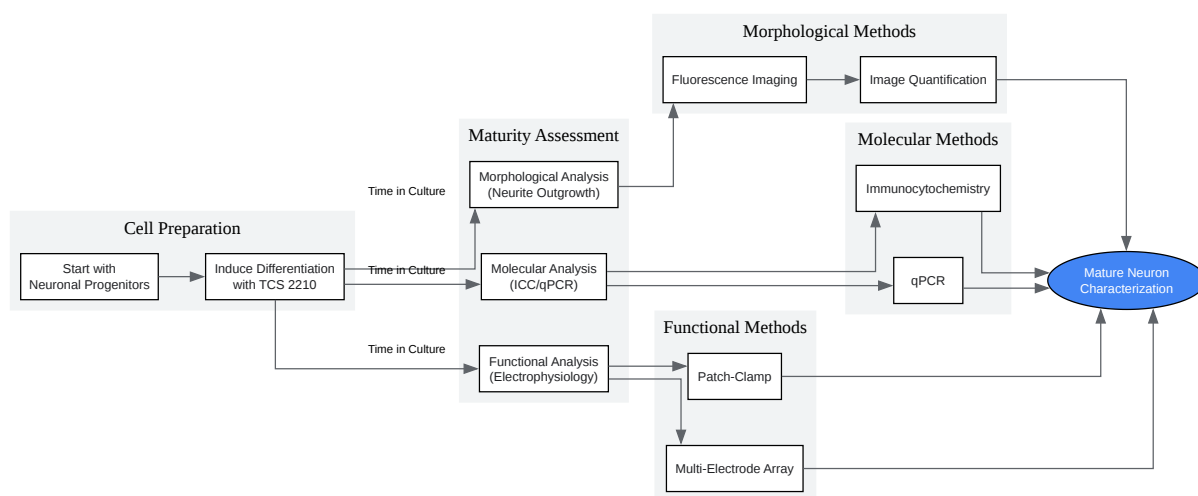 Cell Preparation
Start with
Neuronal Progenitors
Induce Differentiation
with TCS 2210
Time in Culture
Time in Culture
Time in Culture
Maturity Assessment
Morphological Analysis
(Neurite Outgrowth)
Molecular Analysis
(ICC/qPCR)
Functional Analysis
(Electrophysiology)
Morphological Methods
Fluorescence Imaging
Image Quantification
Molecular Methods
Immunocytochemistry
qPCR
Functional Methods
Patch-Clamp
Multi-Electrode Array
Mature Neuron
Characterization